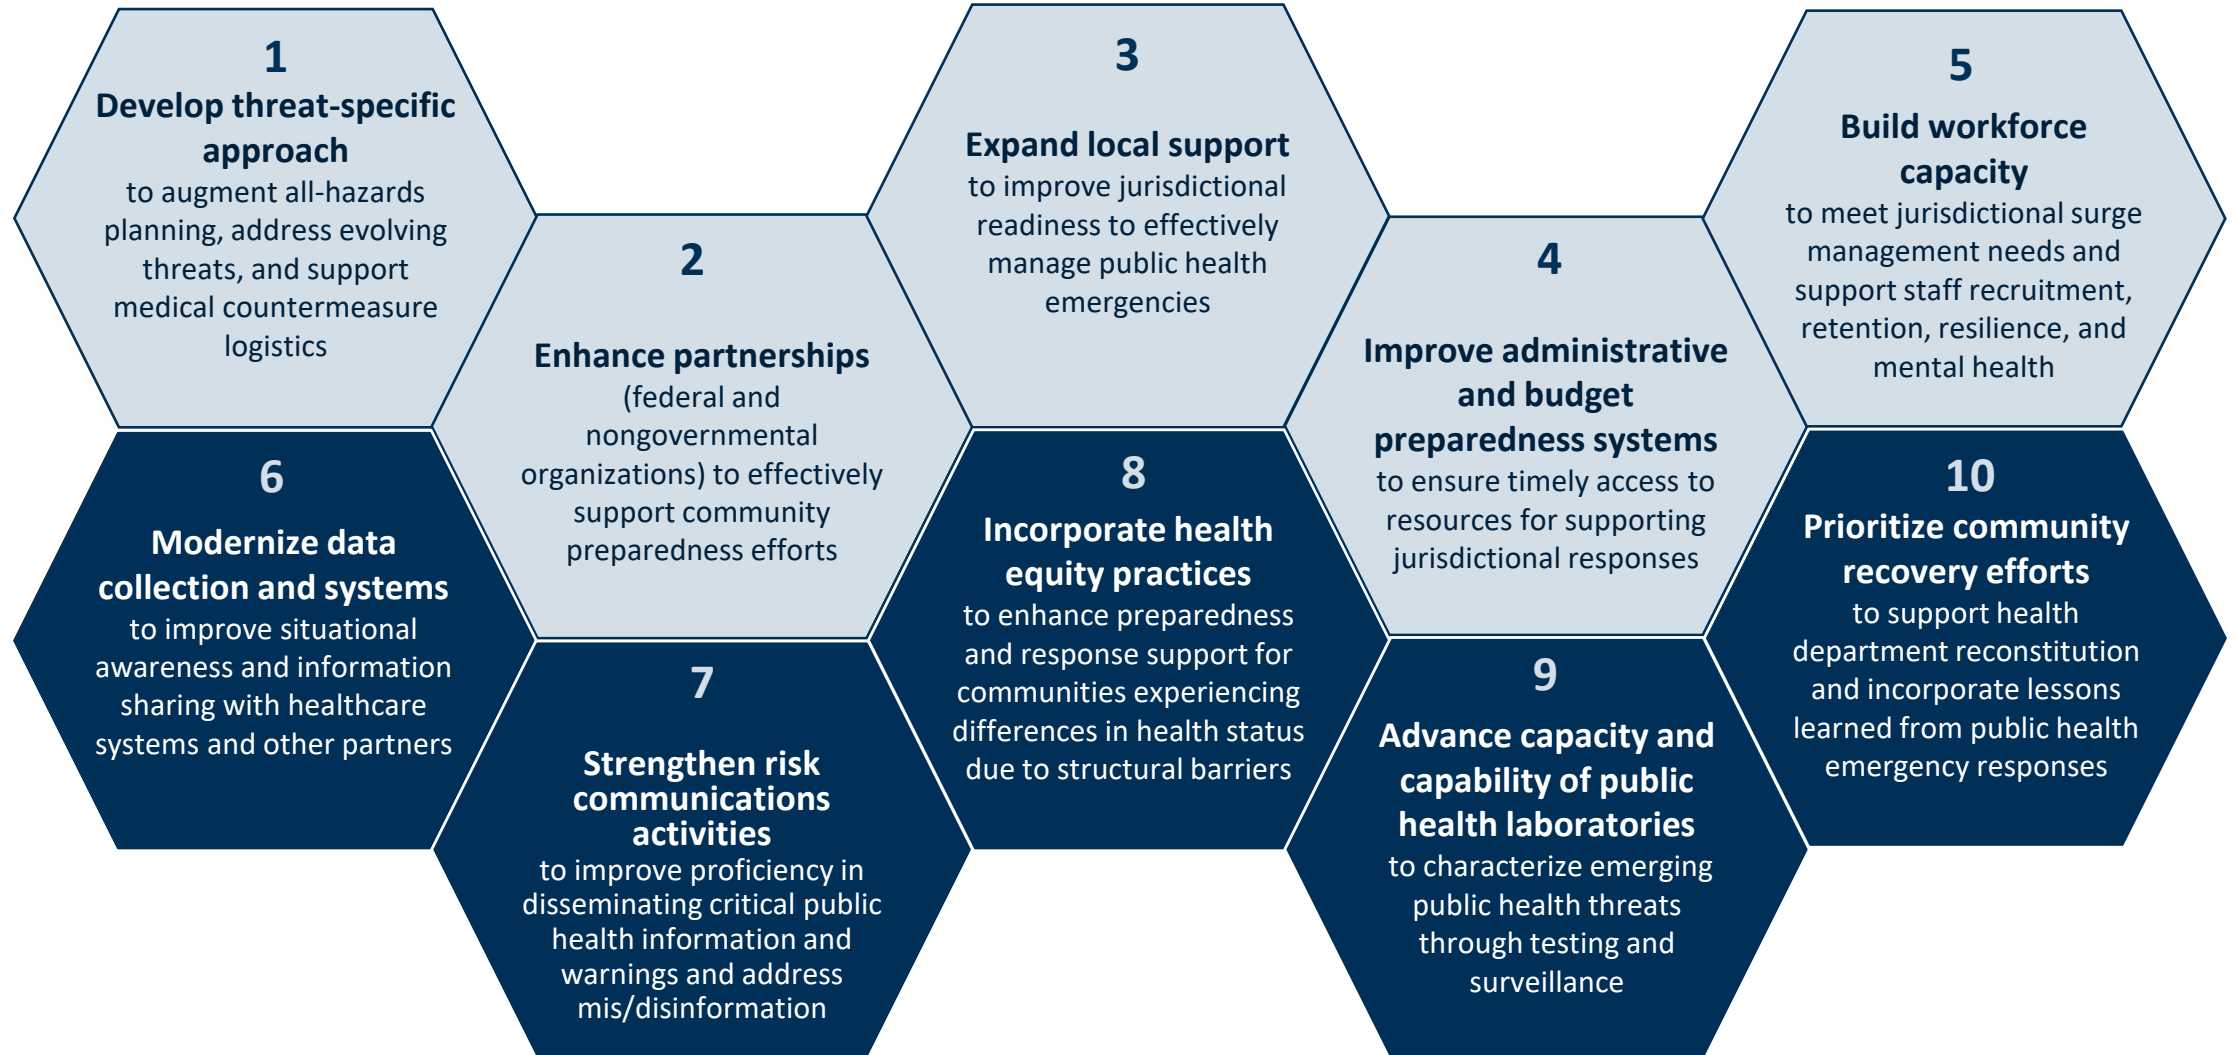 1
Develop threat-specific
approach
to augment all-hazards
planning, address evolving
threats, and support
medical countermeasure
logistics
2
Enhance partnerships
(federal and
nongovernmental
organizations) to effectively
support community
preparedness efforts
3
Expand local support
to improve jurisdictional
readiness to effectively
manage public health
emergencies
4
Improve administrative
and budget
preparedness systems
to ensure timely access to
resources for supporting
jurisdictional responses
5
Build workforce
capacity
to meet jurisdictional surge
management needs and
support staff recruitment,
retention, resilience, and
mental health
6
Modernize data
collection and systems
to improve situational
awareness and information
sharing with healthcare
systems and other partners
7
Strengthen risk
communications
activities
to improve proficiency in
disseminating critical public
health information and
warnings and address
mis/disinformation
8
Incorporate health
equity practices
to enhance preparedness
and response support for
communities experiencing
differences in health status
due to structural barriers
9
Advance capacity and
capability of public
health laboratories
to characterize emerging
public health threats
through testing and
surveillance
10
Prioritize community
recovery efforts
to support health
department reconstitution
and incorporate lessons
learned from public health
emergency responses